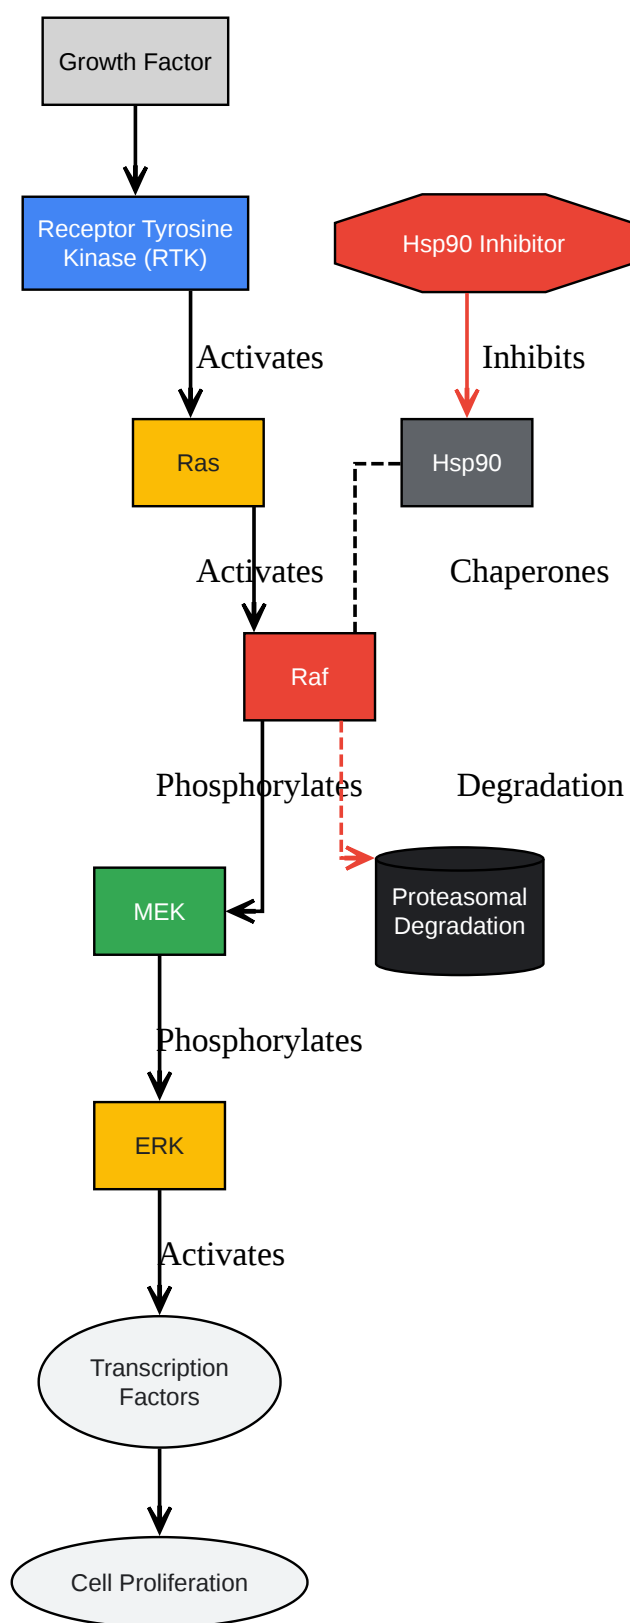 Growth Factor
Receptor Tyrosine
Kinase (RTK)
Hsp90 Inhibitor
Activates
Inhibits
Ras
Hsp90
Activates
Chaperones
Raf
Phosphorylates
Degradation
MEK
Proteasomal
Degradation
Phosphorylates
ERK
Activates
Transcription
Factors
Cell Proliferation